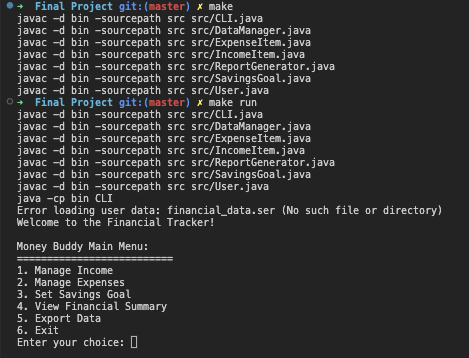 ➜ Final Project git:(master) ✗ make
javac -d bin -sourcepath src src/CLI.java
javac -d bin -sourcepath src src/DataManager.java
javac -d bin -sourcepath src src/ExpenseItem.java
javac -d bin -sourcepath src src/IncomeItem.java
javac -d bin -sourcepath src src/ReportGenerator.java
javac -d bin -sourcepath src src/SavingsGoal.java
javac -d bin -sourcepath src src/User.java
➜ Final Project git:(master) ✗ make run
javac -d bin -sourcepath src src/CLI.java
javac -d bin -sourcepath src src/DataManager.java
javac -d bin -sourcepath src src/ExpenseItem.java
javac -d bin -sourcepath src src/IncomeItem.java
javac -d bin -sourcepath src src/ReportGenerator.java
javac -d bin -sourcepath src src/SavingsGoal.java
javac -d bin -sourcepath src src/User.java
java -cp bin CLI
Error loading user data: financial_data.ser (No such file or directory)
Welcome to the Financial Tracker!
Money Buddy Main Menu:
==========================
1. Manage Income
2. Manage Expenses
3. Set Savings Goal
4. View Financial Summary
5. Export Data
6. Exit
Enter your choice: